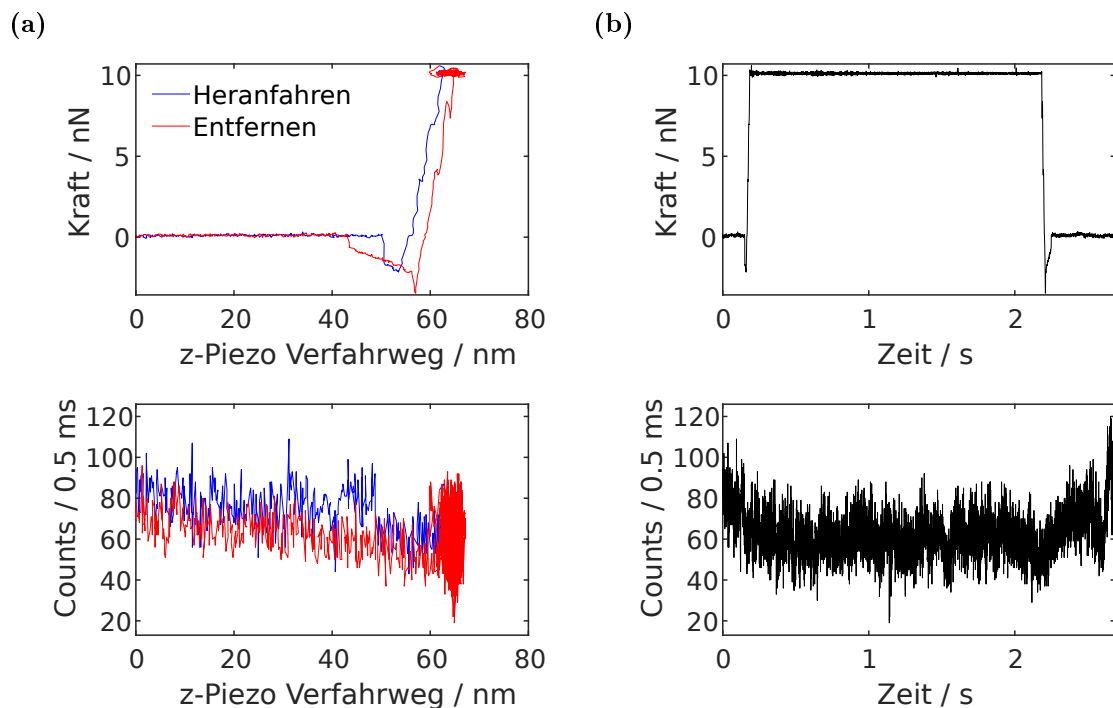 (a)
10
5
0
Kraft / nN
Heranfahren
Entfernen
0 20 40 60 80
z-Piezo Verfahrweg / nm
(b)
10
5
0
Kraft / nN
0 1 2
Zeit / s
120
100
80
60
40
20
Counts / 0.5 ms
0 20 40 60 80
z-Piezo Verfahrweg / nm
120
100
80
60
40
20
Counts / 0.5 ms
0 1 2
Zeit / s